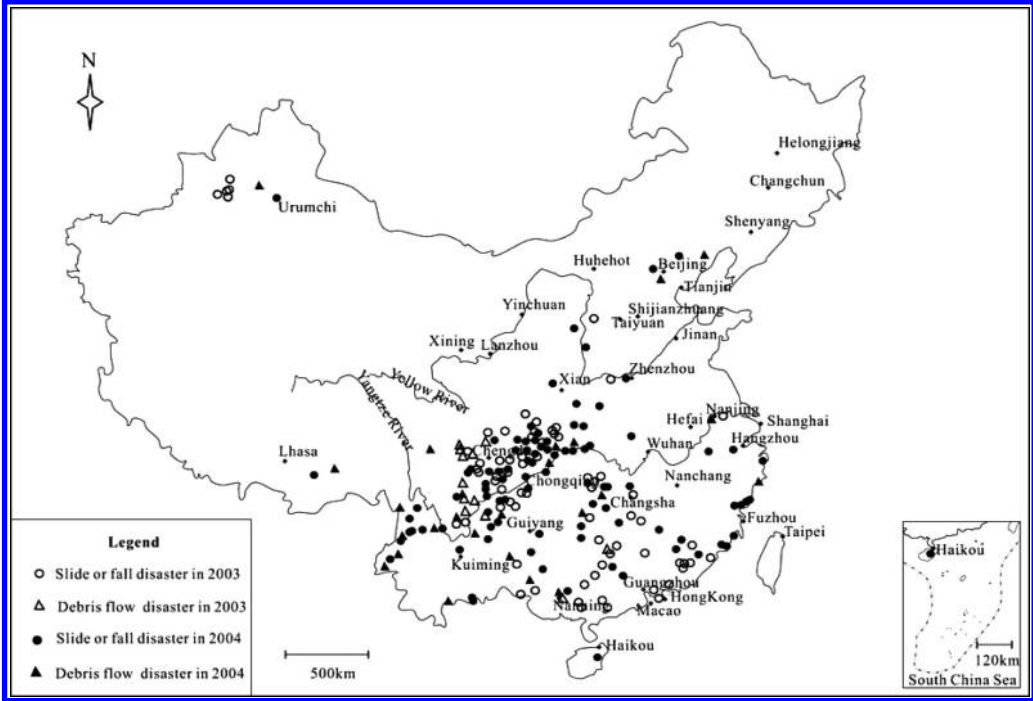 N
Helongjiang
Changchun
Urumchi
Shenyang
Huhehot
Beijing
Tianjin
Yinchuan
Shijianzhuang
Taiyuan
Xining
Lanzhou
Jinan
Yellow River
Xian
Zhenzhou
Yangtze River
Nanjing
Hefai
Shanghai
Hangzhou
Lhasa
Wuhan
Chongqing
Nanchang
Changsha
Guiyang
Fuzhou
Taipei
Kuiming
Guangzhou
HongKong
Nanning
Macao
Haikou
Legend
Slide or fall disaster in 2003
Debris flow disaster in 2003
Slide or fall disaster in 2004
Debris flow disaster in 2004
500km
Haikou
120km
South China Sea